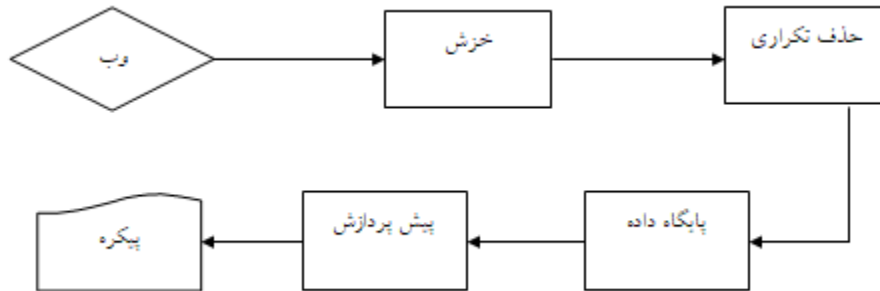 وب
خزش
حذف تکراری
پایگاه داده
پیش پردازش
پیکره